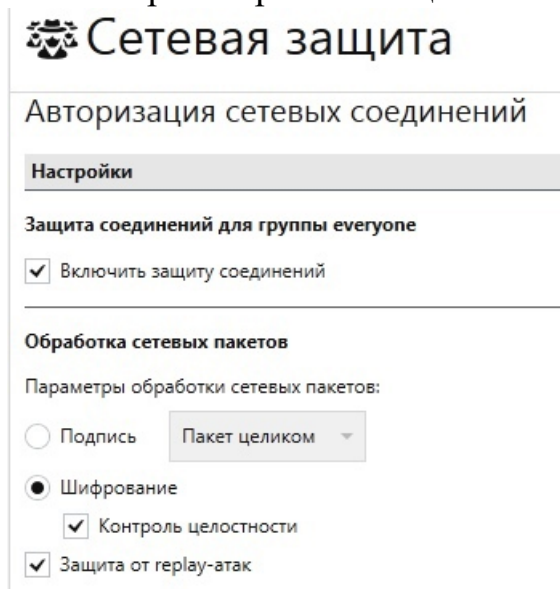 Сетевая защита
Авторизация сетевых соединений
Настройки
Защита соединений для группы everyone
Включить защиту соединений
Обработка сетевых пакетов
Параметры обработки сетевых пакетов:
Подпись Пакет целиком
Шифрование
Контроль целостности
Защита от replay-атак